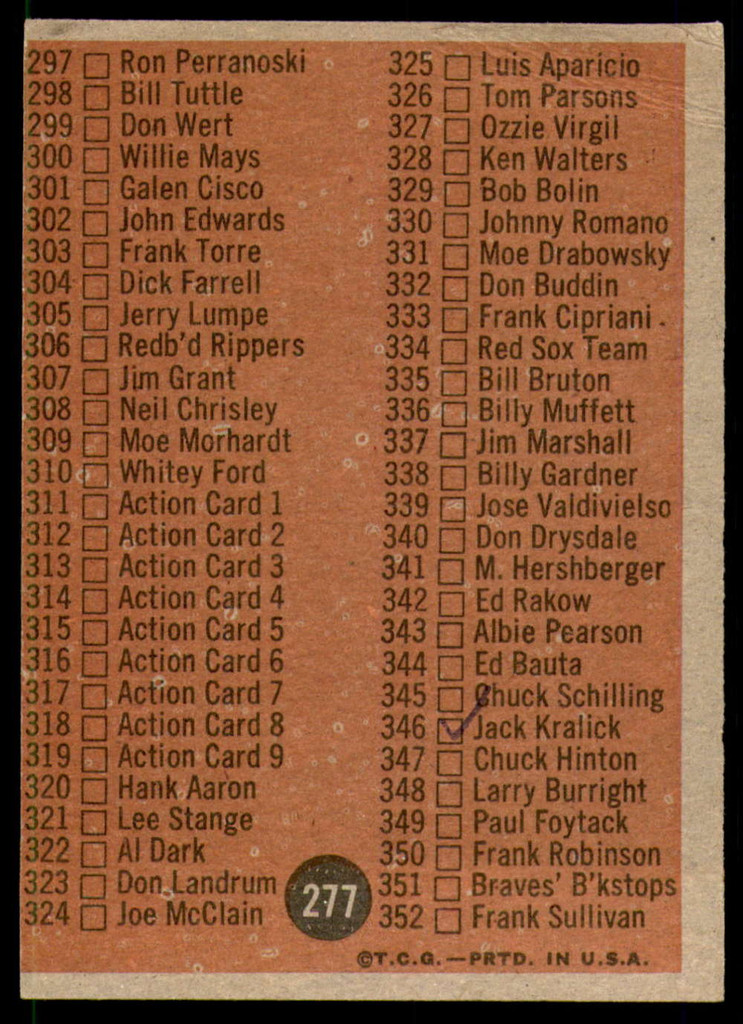 297 Ron Perranoski
298 Bill Tuttle
299 Don Wert
300 Willie Mays
301 Galen Cisco
302 John Edwards
303 Frank Torre
304 Dick Farrell
305 Jerry Lumpe
306 Redb'd Rippers
307 Jim Grant
308 Neil Chrisley
309 Moe Morhardt
310 Whitey Ford
311 Action Card 1
312 Action Card 2
313 Action Card 3
314 Action Card 4
315 Action Card 5
316 Action Card 6
317 Action Card 7
318 Action Card 8
319 Action Card 9
320 Hank Aaron
321 Lee Stange
322 Al Dark
323 Don Landrum
324 Joe McClain
277
325 Luis Aparicio
326 Tom Parsons
327 Ozzie Virgil
328 Ken Walters
329 Bob Bolin
330 Johnny Romano
331 Moe Drabowsky
332 Don Buddin
333 Frank Cipriani
334 Red Sox Team
335 Bill Bruton
336 Billy Muffett
337 Jim Marshall
338 Billy Gardner
339 Jose Valdivielso
340 Don Drysdale
341 M. Hershberger
342 Ed Rakow
343 Albie Pearson
344 Ed Bauta
345 Chuck Schilling
346 Jack Kralick
347 Chuck Hinton
348 Larry Burright
349 Paul Foytack
350 Frank Robinson
351 Braves' B'kstops
352 Frank Sullivan
©T.C.G.—PRTD. IN U.S.A.